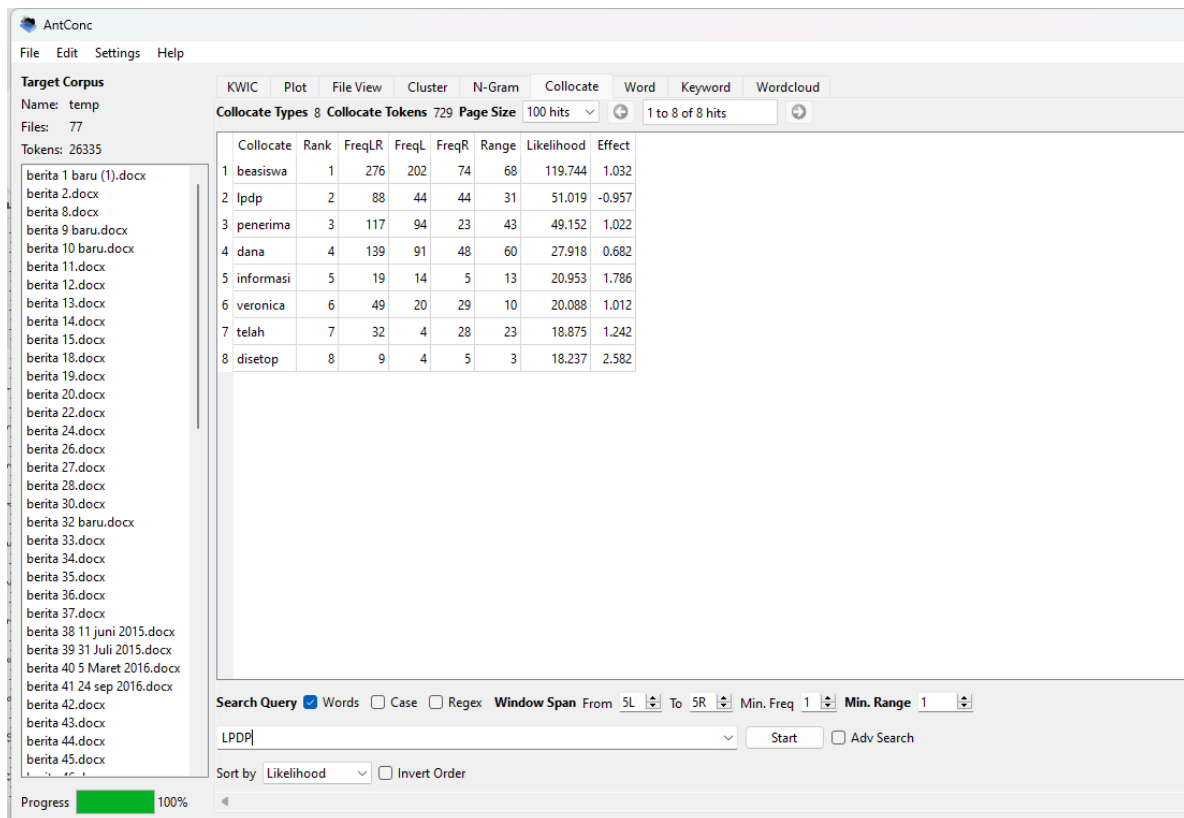 AntConc
File Edit Settings Help
Target Corpus
Name: temp
Files: 77
Tokens: 26335
berita 1 baru (1).docx
berita 2.docx
berita 8.docx
berita 9 baru.docx
berita 10 baru.docx
berita 11.docx
berita 12.docx
berita 13.docx
berita 14.docx
berita 15.docx
berita 18.docx
berita 19.docx
berita 20.docx
berita 22.docx
berita 24.docx
berita 26.docx
berita 27.docx
berita 28.docx
berita 30.docx
berita 32 baru.docx
berita 33.docx
berita 34.docx
berita 35.docx
berita 36.docx
berita 37.docx
berita 38 11 juni 2015.docx
berita 39 31 Juli 2015.docx
berita 40 5 Maret 2016.docx
berita 41 24 sep 2016.docx
berita 42.docx
berita 43.docx
berita 44.docx
berita 45.docx
Progress 100%
KWIC Plot File View Cluster N-Gram Collocate Word Keyword Wordcloud
Collocate Types 8 Collocate Tokens 729 Page Size 100 hits 1 to 8 of 8 hits
Collocate Rank FreqLR FreqL FreqR Range Likelihood Effect
1 beasiswa 1 276 202 74 68 119.744 1.032
2 lpdp 2 88 44 44 31 51.019 -0.957
3 penerima 3 117 94 23 43 49.152 1.022
4 dana 4 139 91 48 60 27.918 0.682
5 informasi 5 19 14 5 13 20.953 1.786
6 veronica 6 49 20 29 10 20.088 1.012
7 telah 7 32 4 28 23 18.875 1.242
8 disetop 8 9 4 5 3 18.237 2.582
Search Query Words Case Regex Window Span From 5L To 5R Min. Freq 1 Min. Range 1
LPDP Start Adv Search
Sort by Likelihood Invert Order